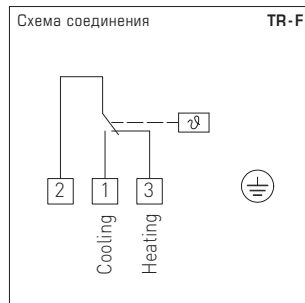 Схема соединения TR-F
ϑ
2 1 3
Cooling
Heating